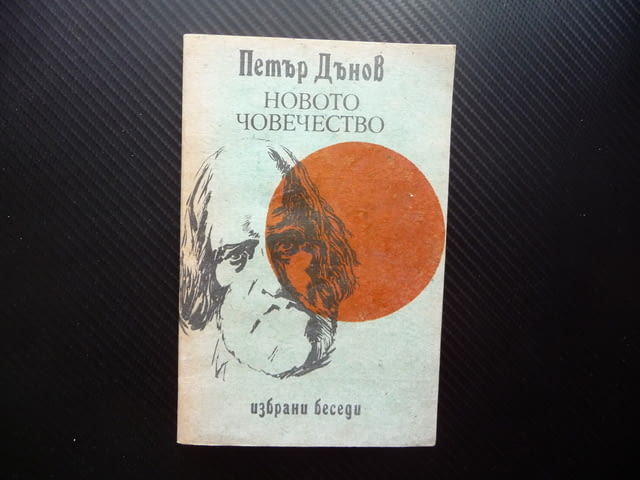 Петър Дънов
НОВОТО
ЧОВЕЧЕСТВО
избрани беседи